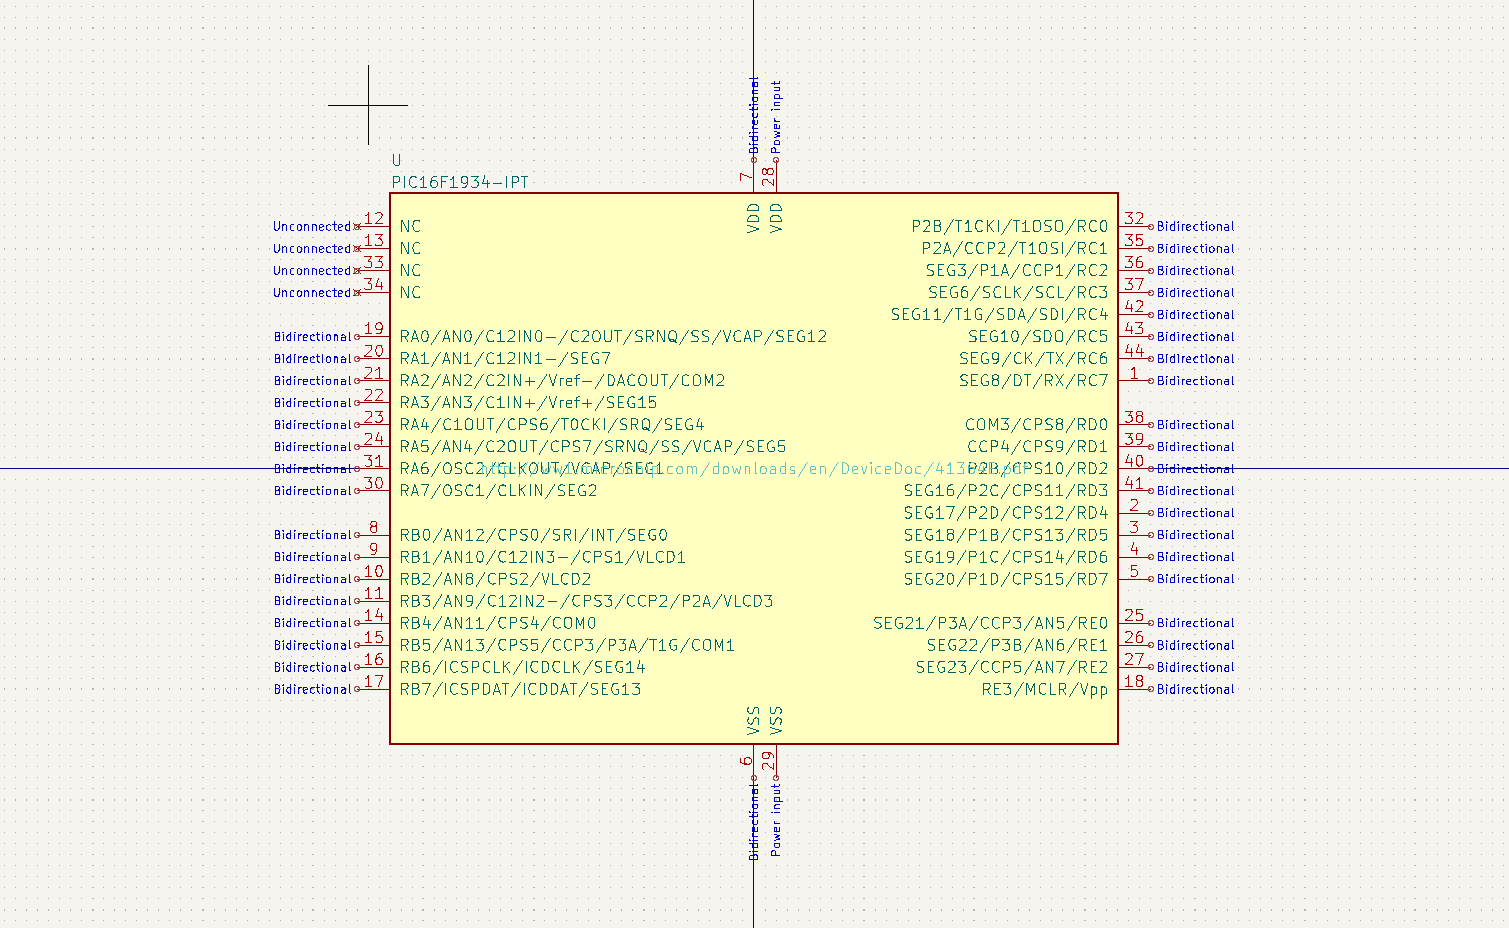 Bidirectional
Power input
7
28
U
PIC16F1934-IPT
VDD
VDD
Unconnected 12 NC
Unconnected 13 NC
Unconnected 33 NC
Unconnected 34 NC
Bidirectional 19 RA0/AN0/C12IN0-/C2OUT/SRNQ/SS/VCAP/SEG12
Bidirectional 20 RA1/AN1/C12IN1-/SEG7
Bidirectional 21 RA2/AN2/C2IN+/Vref-/DACOUT/COM2
Bidirectional 22 RA3/AN3/C1IN+/Vref+/SEG15
Bidirectional 23 RA4/C1OUT/CPS6/T0CKI/SRQ/SEG4
Bidirectional 24 RA5/AN4/C2OUT/CPS7/SRNQ/SS/VCAP/SEG5
Bidirectional 31 RA6/OSC2/CLKOUT/VCAP/SEG1
Bidirectional 30 RA7/OSC1/CLKIN/SEG2
Bidirectional 8 RB0/AN12/CPS0/SRI/INT/SEG0
Bidirectional 9 RB1/AN10/C12IN3-/CPS1/VLCD1
Bidirectional 10 RB2/AN8/CPS2/VLCD2
Bidirectional 11 RB3/AN9/C12IN2-/CPS3/CCP2/P2A/VLCD3
Bidirectional 14 RB4/AN11/CPS4/COM0
Bidirectional 15 RB5/AN13/CPS5/CCP3/P3A/T1G/COM1
Bidirectional 16 RB6/ICSPCLK/ICDCLK/SEG14
Bidirectional 17 RB7/ICSPDAT/ICDDAT/SEG13
P2B/T1CKI/T1OSO/RC0 32 Bidirectional
P2A/CCP2/T1OSI/RC1 35 Bidirectional
SEG3/P1A/CCP1/RC2 36 Bidirectional
SEG6/SCLK/SCL/RC3 37 Bidirectional
SEG11/T1G/SDA/SDI/RC4 42 Bidirectional
SEG10/SDO/RC5 43 Bidirectional
SEG9/CK/TX/RC6 44 Bidirectional
SEG8/DT/RX/RC7 1 Bidirectional
COM3/CPS8/RD0 38 Bidirectional
CCP4/CPS9/RD1 39 Bidirectional
P2B/CPS10/RD2 40 Bidirectional
SEG16/P2C/CPS11/RD3 41 Bidirectional
SEG17/P2D/CPS12/RD4 2 Bidirectional
SEG18/P1B/CPS13/RD5 3 Bidirectional
SEG19/P1C/CPS14/RD6 4 Bidirectional
SEG20/P1D/CPS15/RD7 5 Bidirectional
SEG21/P3A/CCP3/AN5/RE0 25 Bidirectional
SEG22/P3B/AN6/RE1 26 Bidirectional
SEG23/CCP5/AN7/RE2 27 Bidirectional
RE3/MCLR/Vpp 18 Bidirectional
VSS
VSS
6
29
Bidirectional
Power input